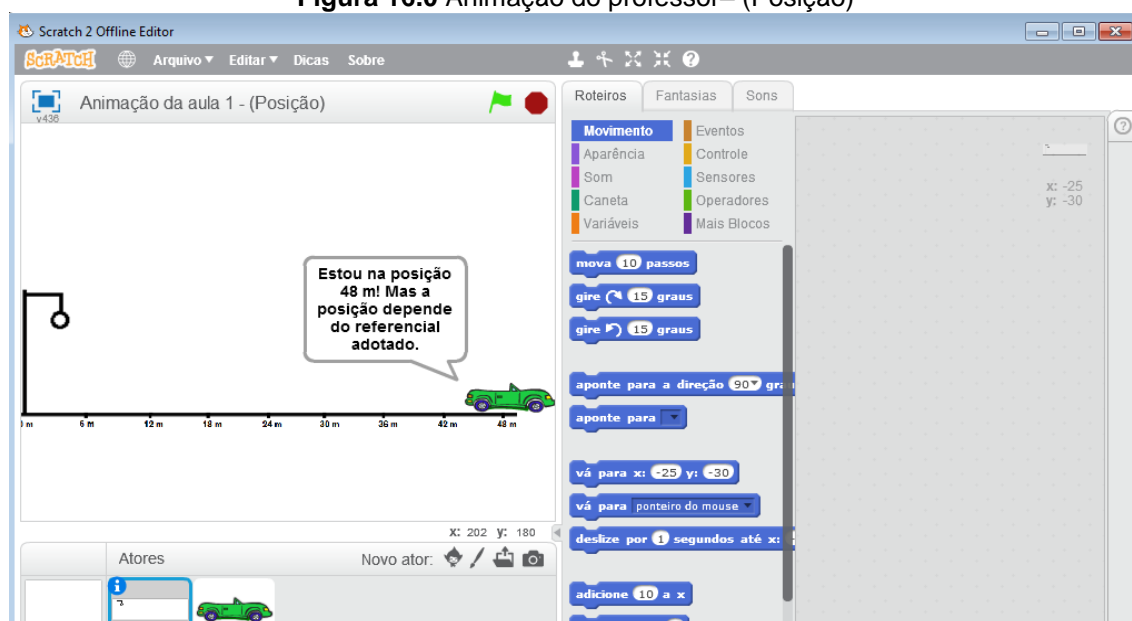 Figura 16.0 Animação do professor– (Posição)
Scratch 2 Offline Editor
SCRATCH Arquivo Editar Dicas Sobre
v436
Animação da aula 1 - (Posição)
Estou na posição
48 m! Mas a
posição depende
do referencial
adotado.
m 6 m 12 m 18 m 24 m 30 m 36 m 42 m 48 m
X: 202 y: 180
Atores
Novo ator:
Roteiros Fantasias Sons
Movimento Eventos
Aparência Controle
Som Sensores
Caneta Operadores
Variáveis Mais Blocos
mova 10 passos
gire 15 graus
gire 15 graus
aponte para a direção 90 grau
aponte para
vá para x: -25 y: -30
vá para ponteiro do mouse
deslize por 1 segundos até x:
adicione 10 a x
x: -25
y: -30